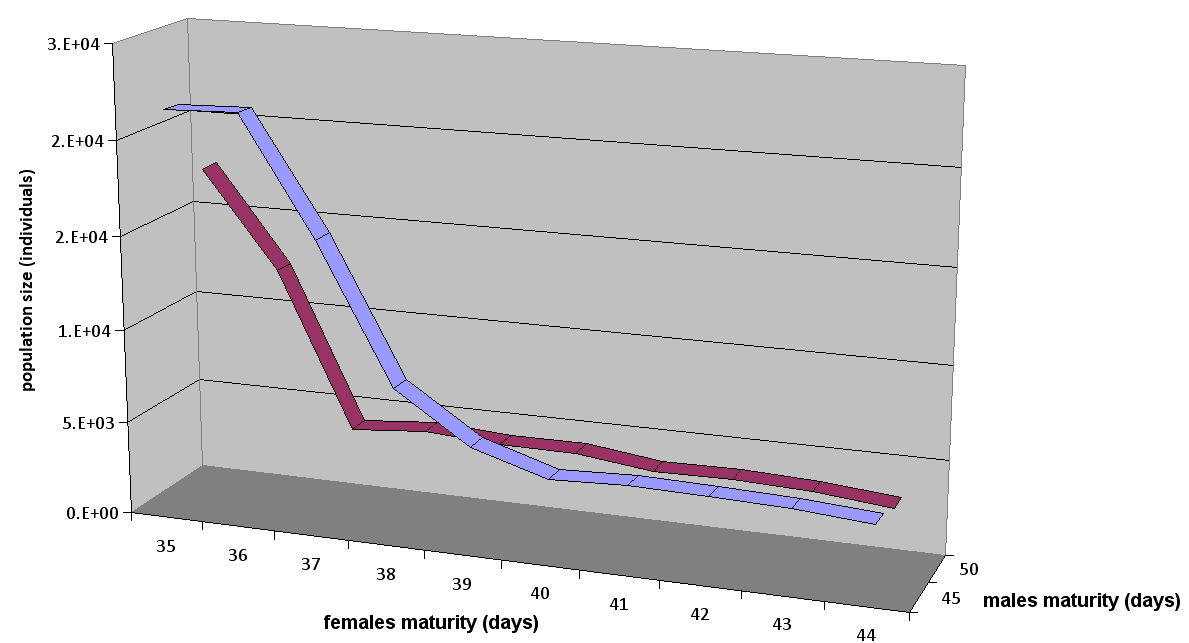 3.E+04
2.E+04
2.E+04
1.E+04
5.E+03
0.E+00
population size (individuals)
35
36
37
38
39
40
41
42
43
44
females maturity (days)
50
45
males maturity (days)